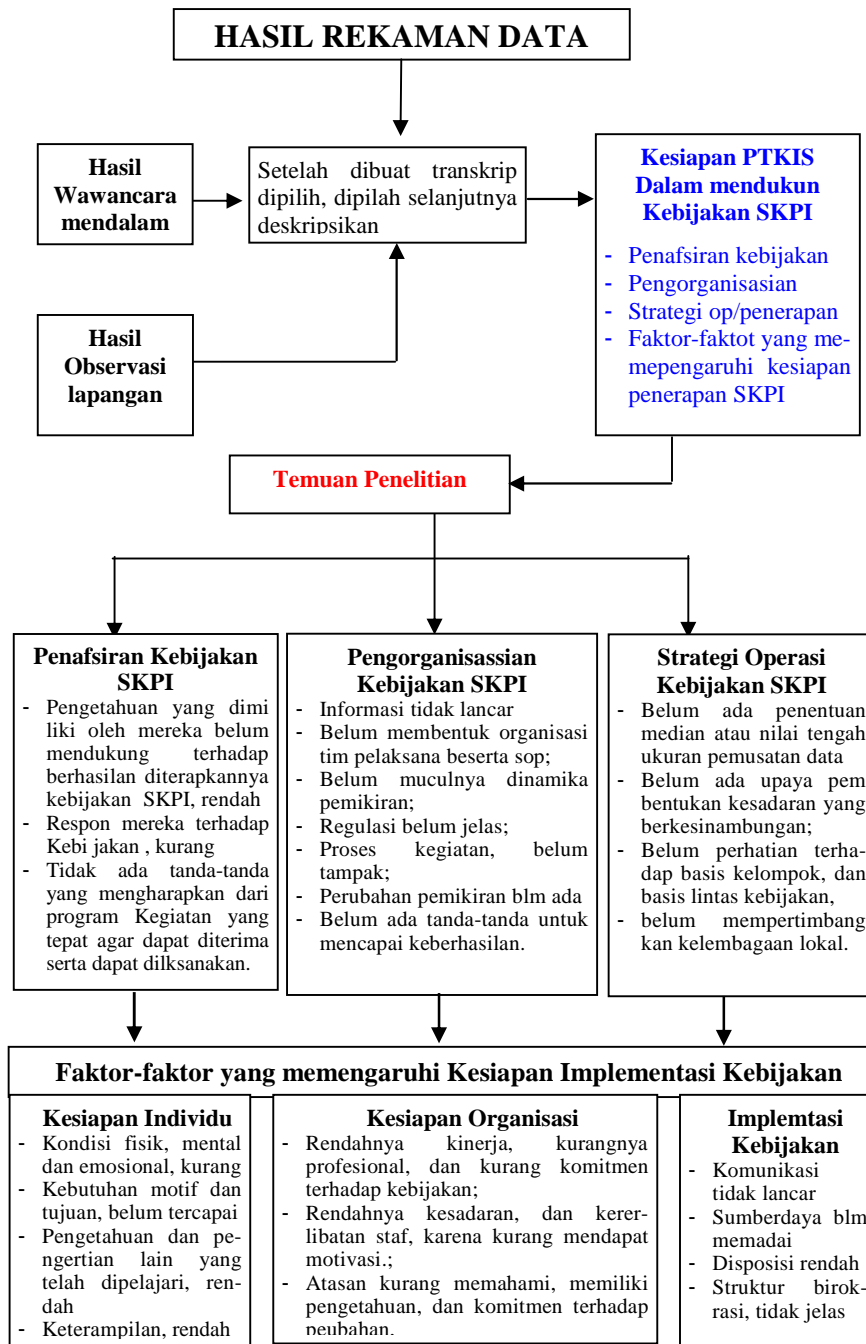 HASIL REKAMAN DATA
Hasil
Wawancara
mendalam
Setelah dibuat transkrip
dipilih, dipilah selanjutnya
deskripsikan
Kesiapan PTKIS
Dalam mendukun
Kebijakan SKPI
- Penafsiran kebijakan
- Pengorganisasian
- Strategi op/penerapan
- Faktor-faktot yang me-
mepengaruhi kesiapan
penerapan SKPI
Hasil
Observasi
lapangan
Temuan Penelitian
Penafsiran Kebijakan
SKPI
- Pengetahuan yang dimi
liki oleh mereka belum
mendukung terhadap
berhasilan diterapkannya
kebijakan SKPI, rendah
- Respon mereka terhadap
Kebi jakan , kurang
- Tidak ada tanda-tanda
yang mengharapkan dari
program Kegiatan yang
tepat agar dapat diterima
serta dapat dilksanakan.
Pengorganisassian
Kebijakan SKPI
- Informasi tidak lancar
- Belum membentuk organisasi
tim pelaksana beserta sop;
- Belum muculnya dinamika
pemikiran;
- Regulasi belum jelas;
- Proses kegiatan, belum
tampak;
- Perubahan pemikiran blm ada
- Belum ada tanda-tanda untuk
mencapai keberhasilan.
Strategi Operasi
Kebijakan SKPI
- Belum ada penentuan
median atau nilai tengah
ukuran pemusatan data
- Belum ada upaya pem
bentukan kesadaran yang
berkesinambungan;
- Belum perhatian terha-
dap basis kelompok, dan
basis lintas kebijakan,
- belum mempertimbang
kan kelembagaan lokal.
Faktor-faktor yang memengaruhi Kesiapan Implementasi Kebijakan
Kesiapan Individu
- Kondisi fisik, mental
dan emosional, kurang
- Kebutuhan motif dan
tujuan, belum tercapai
- Pengetahuan dan pe-
ngertian lain yang
telah dipelajari, ren-
dah
- Keterampilan, rendah
Kesiapan Organisasi
- Rendahnya kinerja, kurangnya
profesional, dan kurang komitmen
terhadap kebijakan;
- Rendahnya kesadaran, dan kerer-
libatan staf, karena kurang mendapat
motivasi.;
- Atasan kurang memahami, memiliki
pengetahuan, dan komitmen terhadap
peubahan.
Implemtasi
Kebijakan
- Komunikasi
tidak lancar
- Sumberdaya blm
memadai
- Disposisi rendah
- Struktur birok-
rasi, tidak jelas